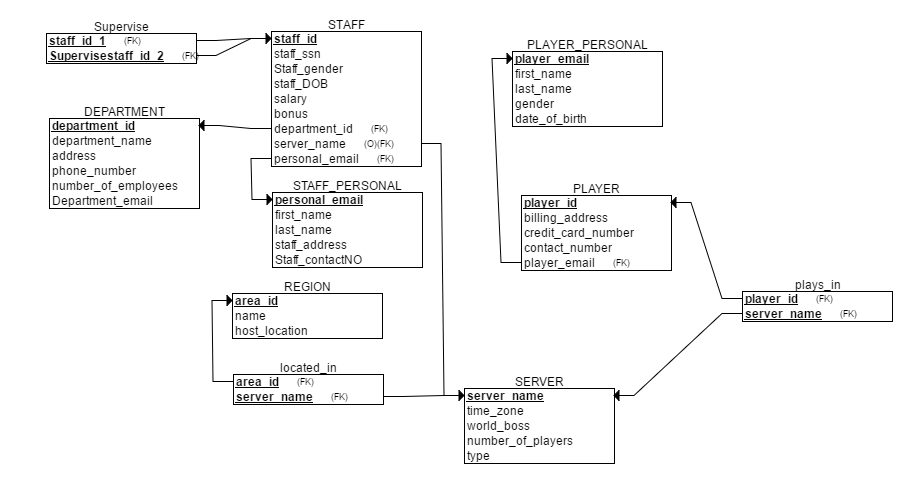 Supervise
staff_id_1 (FK)
Supervisestaff_id_2 (FK)
STAFF
staff_id
staff_ssn
Staff_gender
staff_DOB
salary
bonus
department_id (FK)
server_name (O)(FK)
personal_email (FK)
PLAYER_PERSONAL
player_email
first_name
last_name
gender
date_of_birth
DEPARTMENT
department_id
department_name
address
phone_number
number_of_employees
Department_email
STAFF_PERSONAL
personal_email
first_name
last_name
staff_address
Staff_contactNO
PLAYER
player_id
billing_address
credit_card_number
contact_number
player_email (FK)
REGION
area_id
name
host_location
plays_in
player_id (FK)
server_name (FK)
located_in
area_id (FK)
server_name (FK)
SERVER
server_name
time_zone
world_boss
number_of_players
type